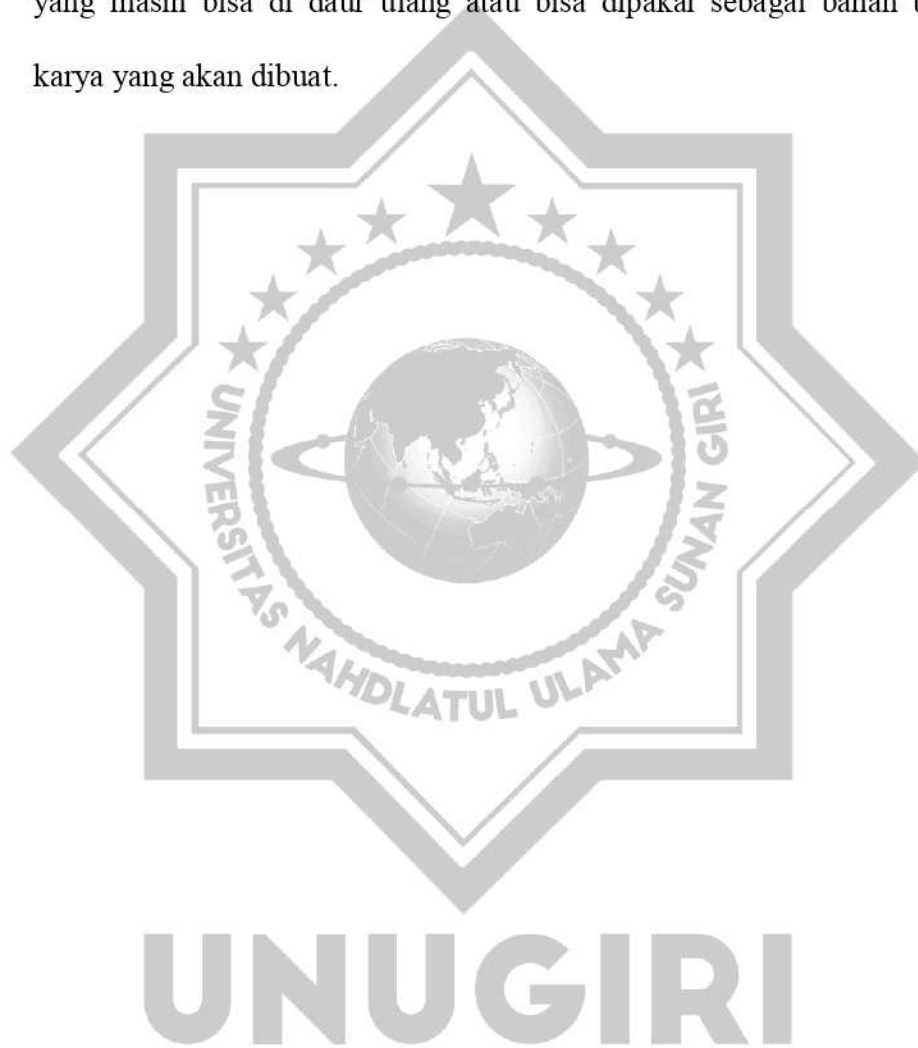 yang masih bisa di daur ulang atau bisa dipakai sebagai bahan
karya yang akan dibuat.
UNIVERSITAS NAHDLATUL ULAMA SUNAN GIRI
UNUGIRI